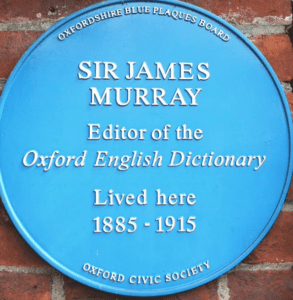 OXFORDSHIRE BLUE PLAQUES BOARD
SIR JAMES
MURRAY
Editor of the
Oxford English Dictionary
Lived here
1885 - 1915
OXFORD CIVIC SOCIETY